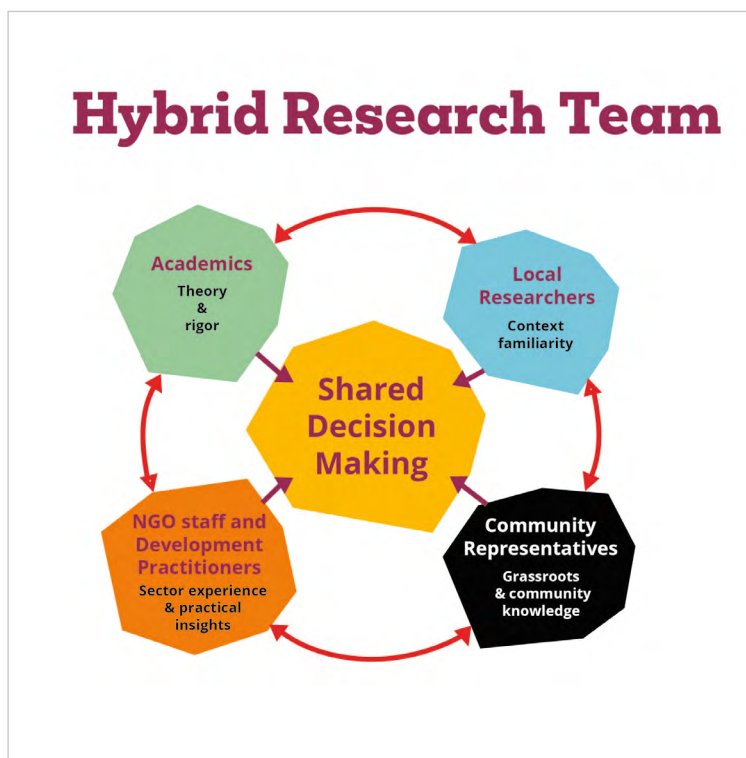 Hybrid Research Team
Academics
Theory
&
rigor
Local
Researchers
Context
familiarity
Shared
Decision
Making
NGO staff and
Development
Practitioners
Sector experience
& practical
insights
Community
Representatives
Grassroots
& community
knowledge